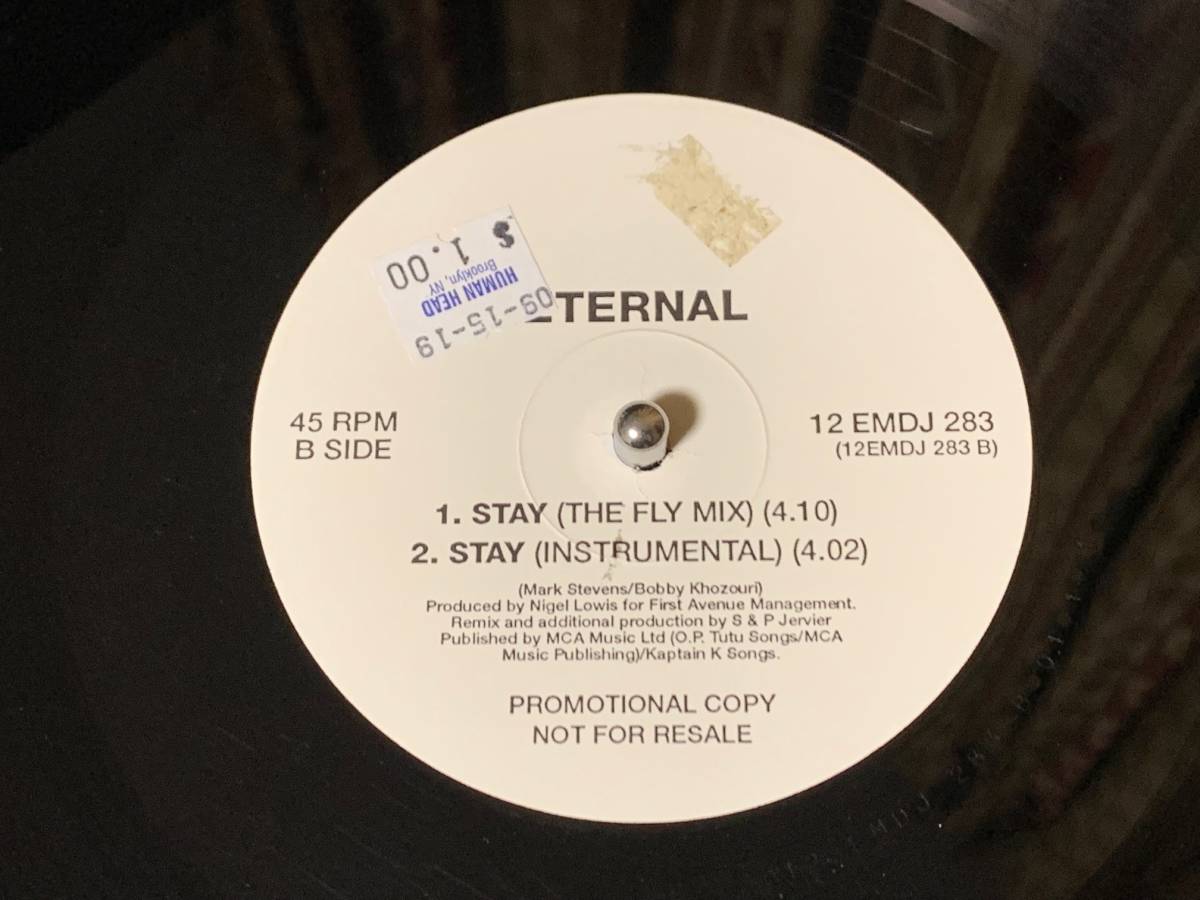 $ 1.00
HUMAN HEAD
Brooklyn, NY
09-15-19
ETERNAL
45 RPM
B SIDE
12 EMDJ 283
(12EMDJ 283 B)
1. STAY (THE FLY MIX) (4.10)
2. STAY (INSTRUMENTAL) (4.02)
(Mark Stevens/Bobby Khozouri)
Produced by Nigel Lowis for First Avenue Management.
Remix and additional production by S & P Jervier
Published by MCA Music Ltd (O.P. Tutu Songs/MCA
Music Publishing)/Kaptain K Songs.
PROMOTIONAL COPY
NOT FOR RESALE